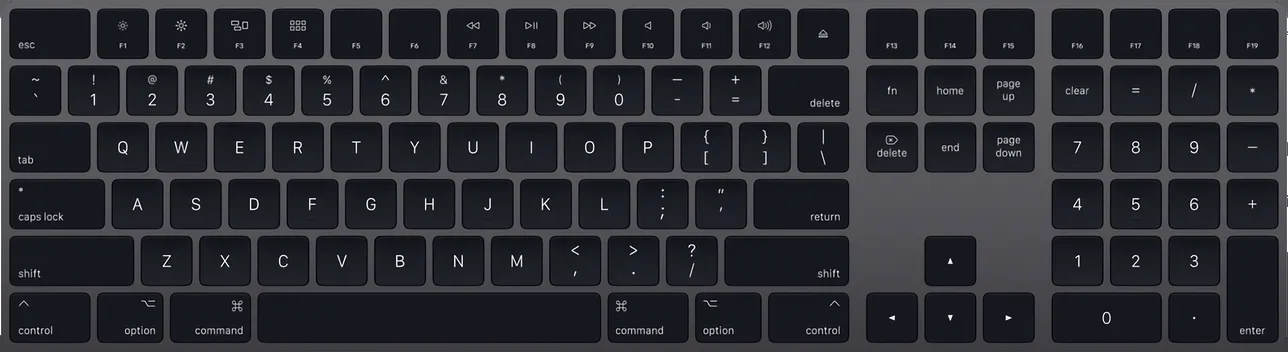 esc F1 F2 F3 F4 F5 F6 F7 F8 F9 F10 F11 F12 F13 F14 F15 F16 F17 F18 F19
~ ! @ # $ % ^ & * ( ) — +
` 1 2 3 4 5 6 7 8 9 0 - = delete fn home page up clear = / *
tab Q W E R T Y U I O P { [ } ] | \ delete end page down 7 8 9 −
caps lock A S D F G H J K L : ; " ' return 4 5 6 +
shift Z X C V B N M < , > . ? / shift ▲ 1 2 3
control option command command option control ◄ ▼ ► 0 . enter